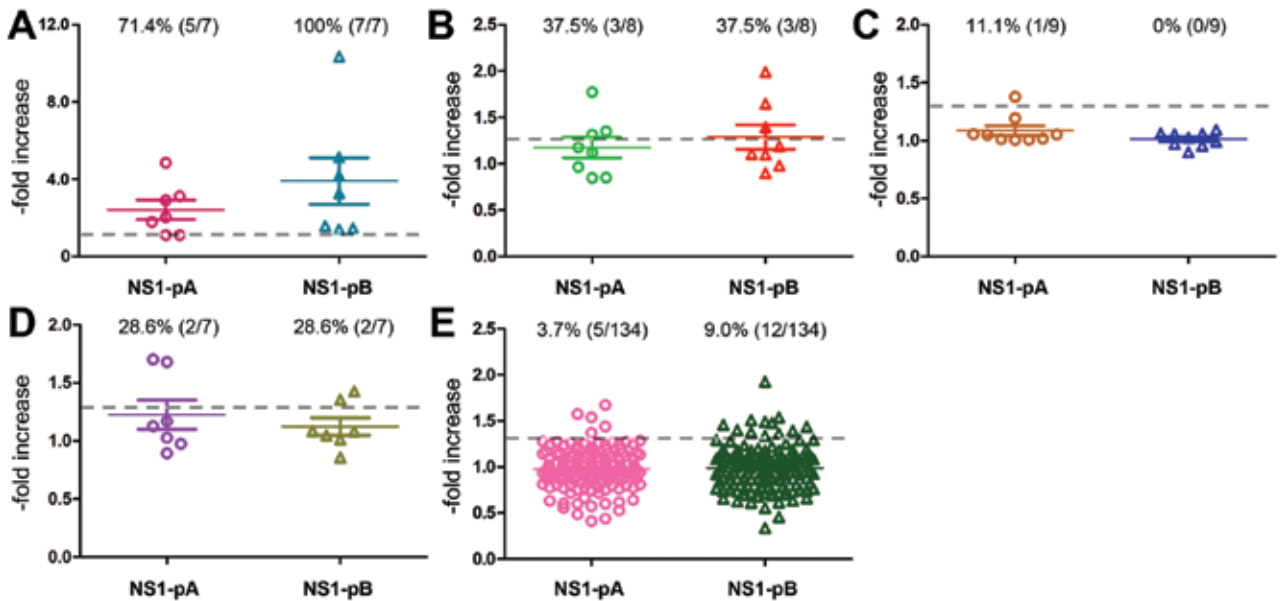 A
71.4% (5/7) 100% (7/7)
-fold increase
12.0
8.0
4.0
0
NS1-pA NS1-pB
B
37.5% (3/8) 37.5% (3/8)
-fold increase
2.5
2.0
1.5
1.0
0.5
0.0
NS1-pA NS1-pB
C
11.1% (1/9) 0% (0/9)
-fold increase
2.0
1.5
1.0
0.5
0.0
NS1-pA NS1-pB
D
28.6% (2/7) 28.6% (2/7)
-fold increase
2.0
1.5
1.0
0.5
0.0
NS1-pA NS1-pB
E
3.7% (5/134) 9.0% (12/134)
-fold increase
2.5
2.0
1.5
1.0
0.5
0.0
NS1-pA NS1-pB